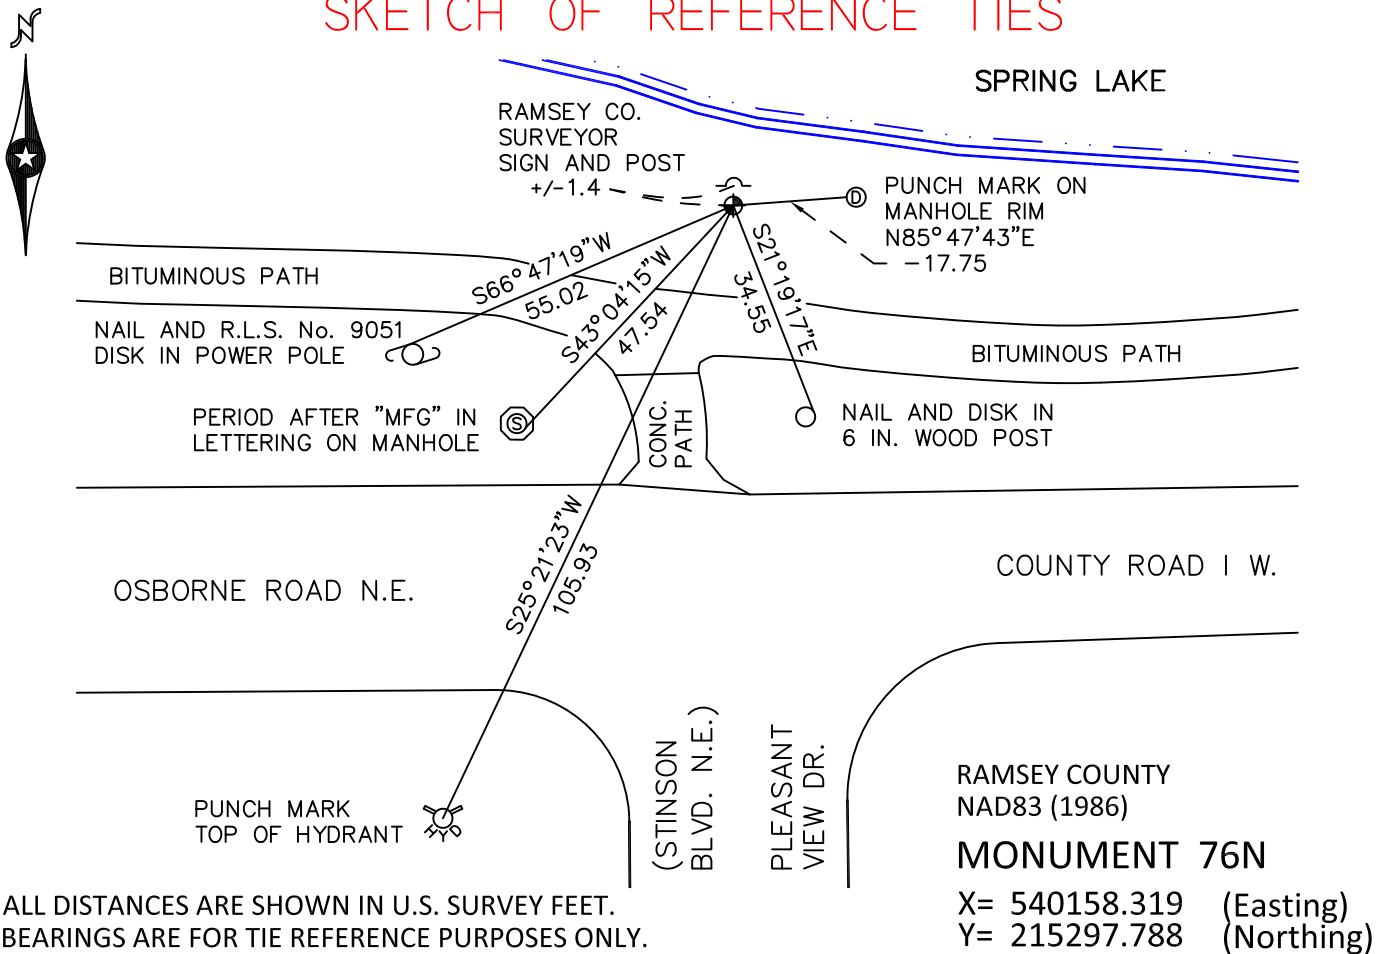 SKETCH OF REFERENCE TIES
N
SPRING LAKE
RAMSEY CO.
SURVEYOR
SIGN AND POST
+/-1.4
D
PUNCH MARK ON
MANHOLE RIM
N85°47'43"E
17.75
S66°47'19"W
55.02
S43°04'15"W
47.54
S21°19'17"E
34.55
BITUMINOUS PATH
NAIL AND R.L.S. No. 9051
DISK IN POWER POLE
BITUMINOUS PATH
PERIOD AFTER "MFG" IN
LETTERING ON MANHOLE
S
CONC.
PATH
NAIL AND DISK IN
6 IN. WOOD POST
S25°21'23"W
105.93
OSBORNE ROAD N.E.
COUNTY ROAD I W.
PUNCH MARK
TOP OF HYDRANT
HYD
(STINSON
BLVD. N.E.)
PLEASANT
VIEW DR.
RAMSEY COUNTY
NAD83 (1986)
MONUMENT 76N
X= 540158.319 (Easting)
Y= 215297.788 (Northing)
ALL DISTANCES ARE SHOWN IN U.S. SURVEY FEET.
BEARINGS ARE FOR TIE REFERENCE PURPOSES ONLY.